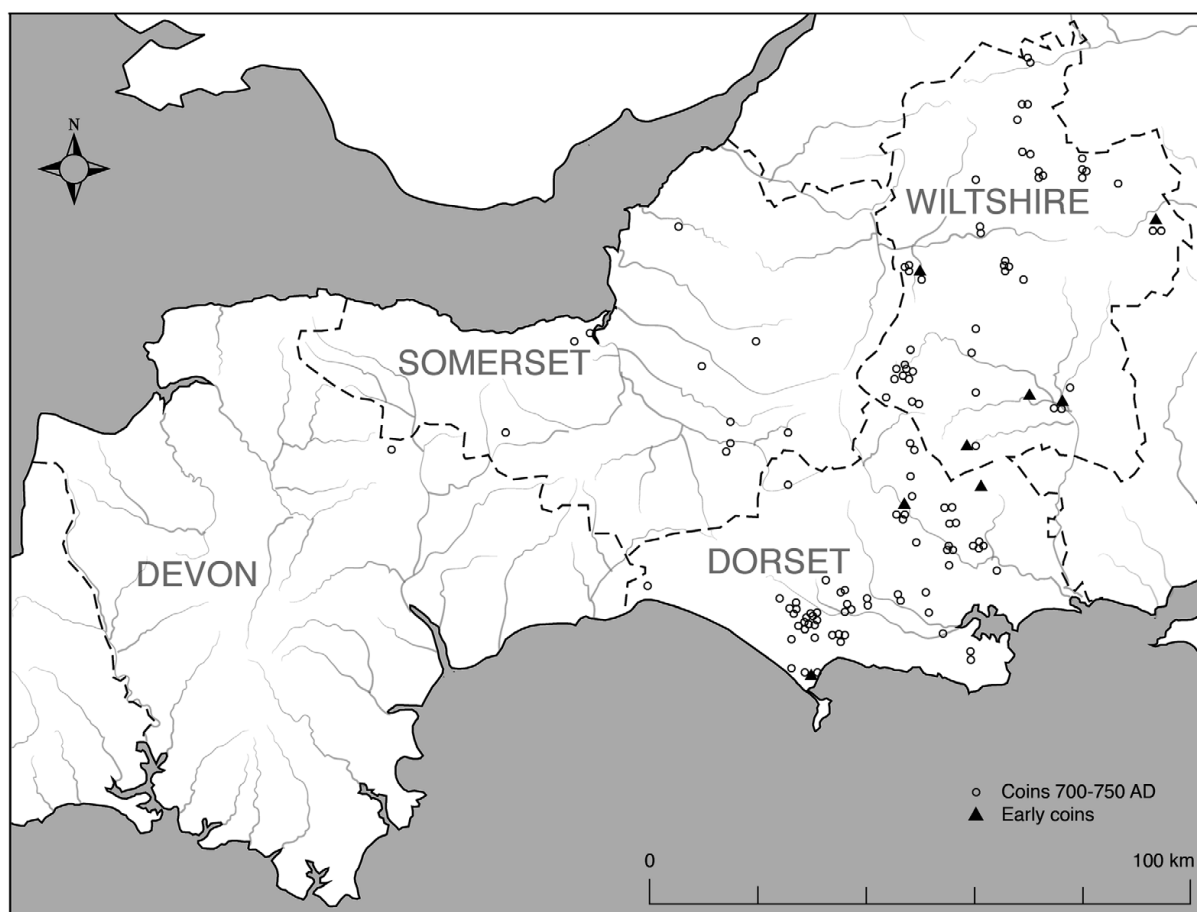 N
WILTSHIRE
SOMERSET
DORSET
DEVON
Coins 700-750 AD
Early coins
0 100 km